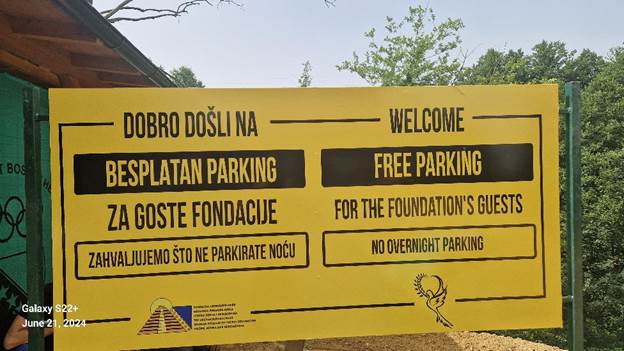 DOBRO DOŠLI NA
BESPLATAN PARKING
ZA GOSTE FONDACIJE
ZAHVALJUJEMO ŠTO NE PARKIRATE NOĆU
WELCOME
FREE PARKING
FOR THE FOUNDATION'S GUESTS
NO OVERNIGHT PARKING
Galaxy S22+
June 21, 2024